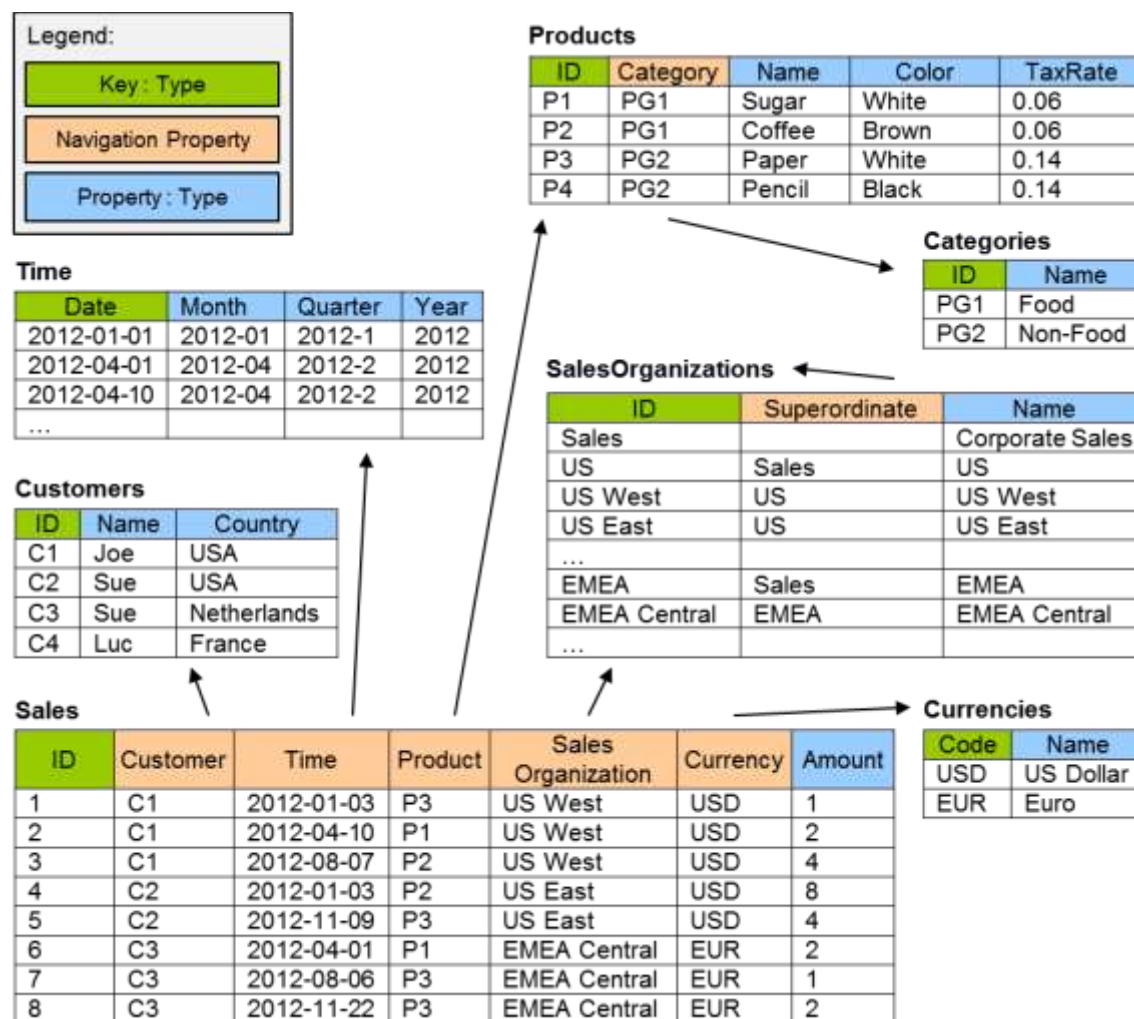 Legend:
Key : Type
Navigation Property
Property : Type
Products
ID Category Name Color TaxRate
P1 PG1 Sugar White 0.06
P2 PG1 Coffee Brown 0.06
P3 PG2 Paper White 0.14
P4 PG2 Pencil Black 0.14
Categories
ID Name
PG1 Food
PG2 Non-Food
Time
Date Month Quarter Year
2012-01-01 2012-01 2012-1 2012
2012-04-01 2012-04 2012-2 2012
2012-04-10 2012-04 2012-2 2012
...
SalesOrganizations
ID Superordinate Name
Sales Corporate Sales
US Sales US
US West US US West
US East US US East
...
EMEA Sales EMEA
EMEA Central EMEA EMEA Central
...
Customers
ID Name Country
C1 Joe USA
C2 Sue USA
C3 Sue Netherlands
C4 Luc France
Sales
ID Customer Time Product Sales Organization Currency Amount
1 C1 2012-01-03 P3 US West USD 1
2 C1 2012-04-10 P1 US West USD 2
3 C1 2012-08-07 P2 US West USD 4
4 C2 2012-01-03 P2 US East USD 8
5 C2 2012-11-09 P3 US East USD 4
6 C3 2012-04-01 P1 EMEA Central EUR 2
7 C3 2012-08-06 P3 EMEA Central EUR 1
8 C3 2012-11-22 P3 EMEA Central EUR 2
Currencies
Code Name
USD US Dollar
EUR Euro